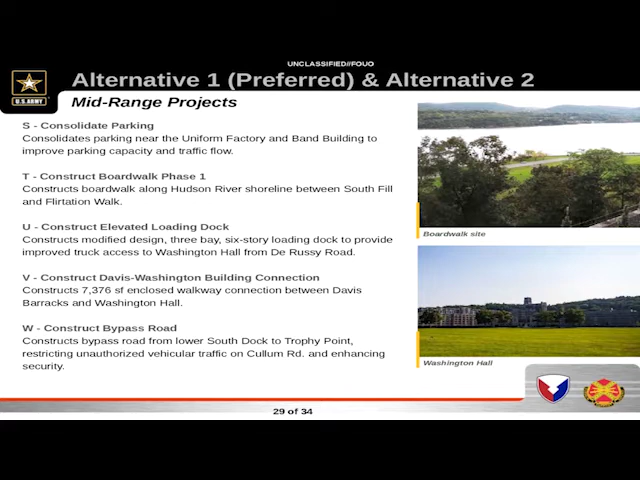 UNCLASSIFIED//FOUO
Alternative 1 (Preferred) & Alternative 2
U.S. ARMY
Mid-Range Projects
S - Consolidate Parking
Consolidates parking near the Uniform Factory and Band Building to
improve parking capacity and traffic flow.
T - Construct Boardwalk Phase 1
Constructs boardwalk along Hudson River shoreline between South Fill
and Flirtation Walk.
U - Construct Elevated Loading Dock
Constructs modified design, three bay, six-story loading dock to provide
improved truck access to Washington Hall from De Russy Road.
V - Construct Davis-Washington Building Connection
Constructs 7,376 sf enclosed walkway connection between Davis
Barracks and Washington Hall.
W - Construct Bypass Road
Constructs bypass road from lower South Dock to Trophy Point,
restricting unauthorized vehicular traffic on Cullum Rd. and enhancing
security.
Boardwalk site
Washington Hall
29 of 34